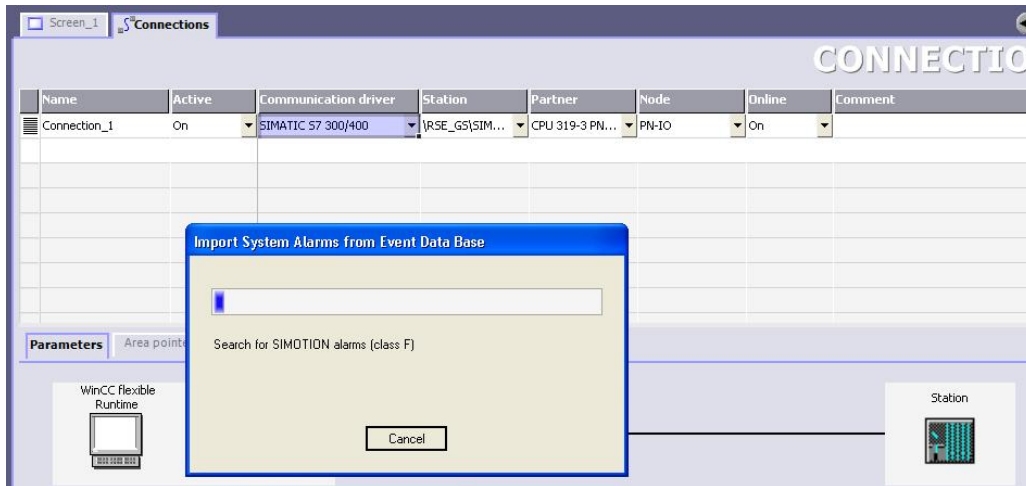 Screen_1 Connections
CONNECTIO
Name Active Communication driver Station Partner Node Online Comment
Connection_1 On SIMATIC S7 300/400 \RSE_GS\SIM... CPU 319-3 PN... PN-IO On
Import System Alarms from Event Data Base
Parameters Area pointe
Search for SIMOTION alarms (class F)
WinCC flexible
Runtime
Station
Cancel